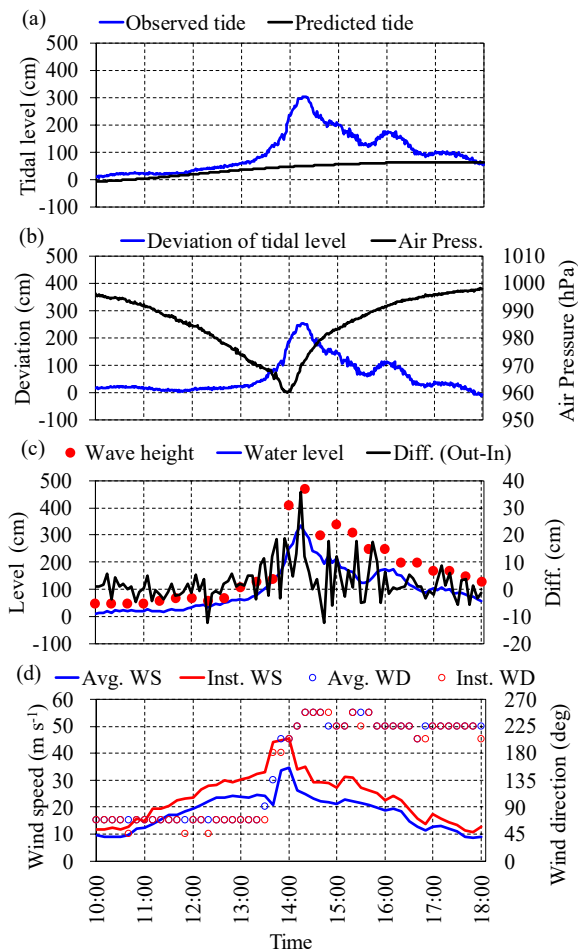 (a)
Observed tide Predicted tide
500
400
300
200
100
0
-100
Tidal level (cm)
(b)
Deviation of tidal level Air Press.
500
400
300
200
100
0
-100
Deviation (cm)
1010
1000
990
980
970
960
950
Air Pressure (hPa)
(c)
Wave height Water level Diff. (Out-In)
500
400
300
200
100
0
-100
Level (cm)
40
30
20
10
0
-10
-20
Diff. (cm)
(d)
Avg. WS Inst. WS Avg. WD Inst. WD
60
50
40
30
20
10
0
Wind speed (m s-1)
270
225
180
135
90
45
0
Wind direction (deg)
10:00 11:00 12:00 13:00 14:00 15:00 16:00 17:00 18:00
Time